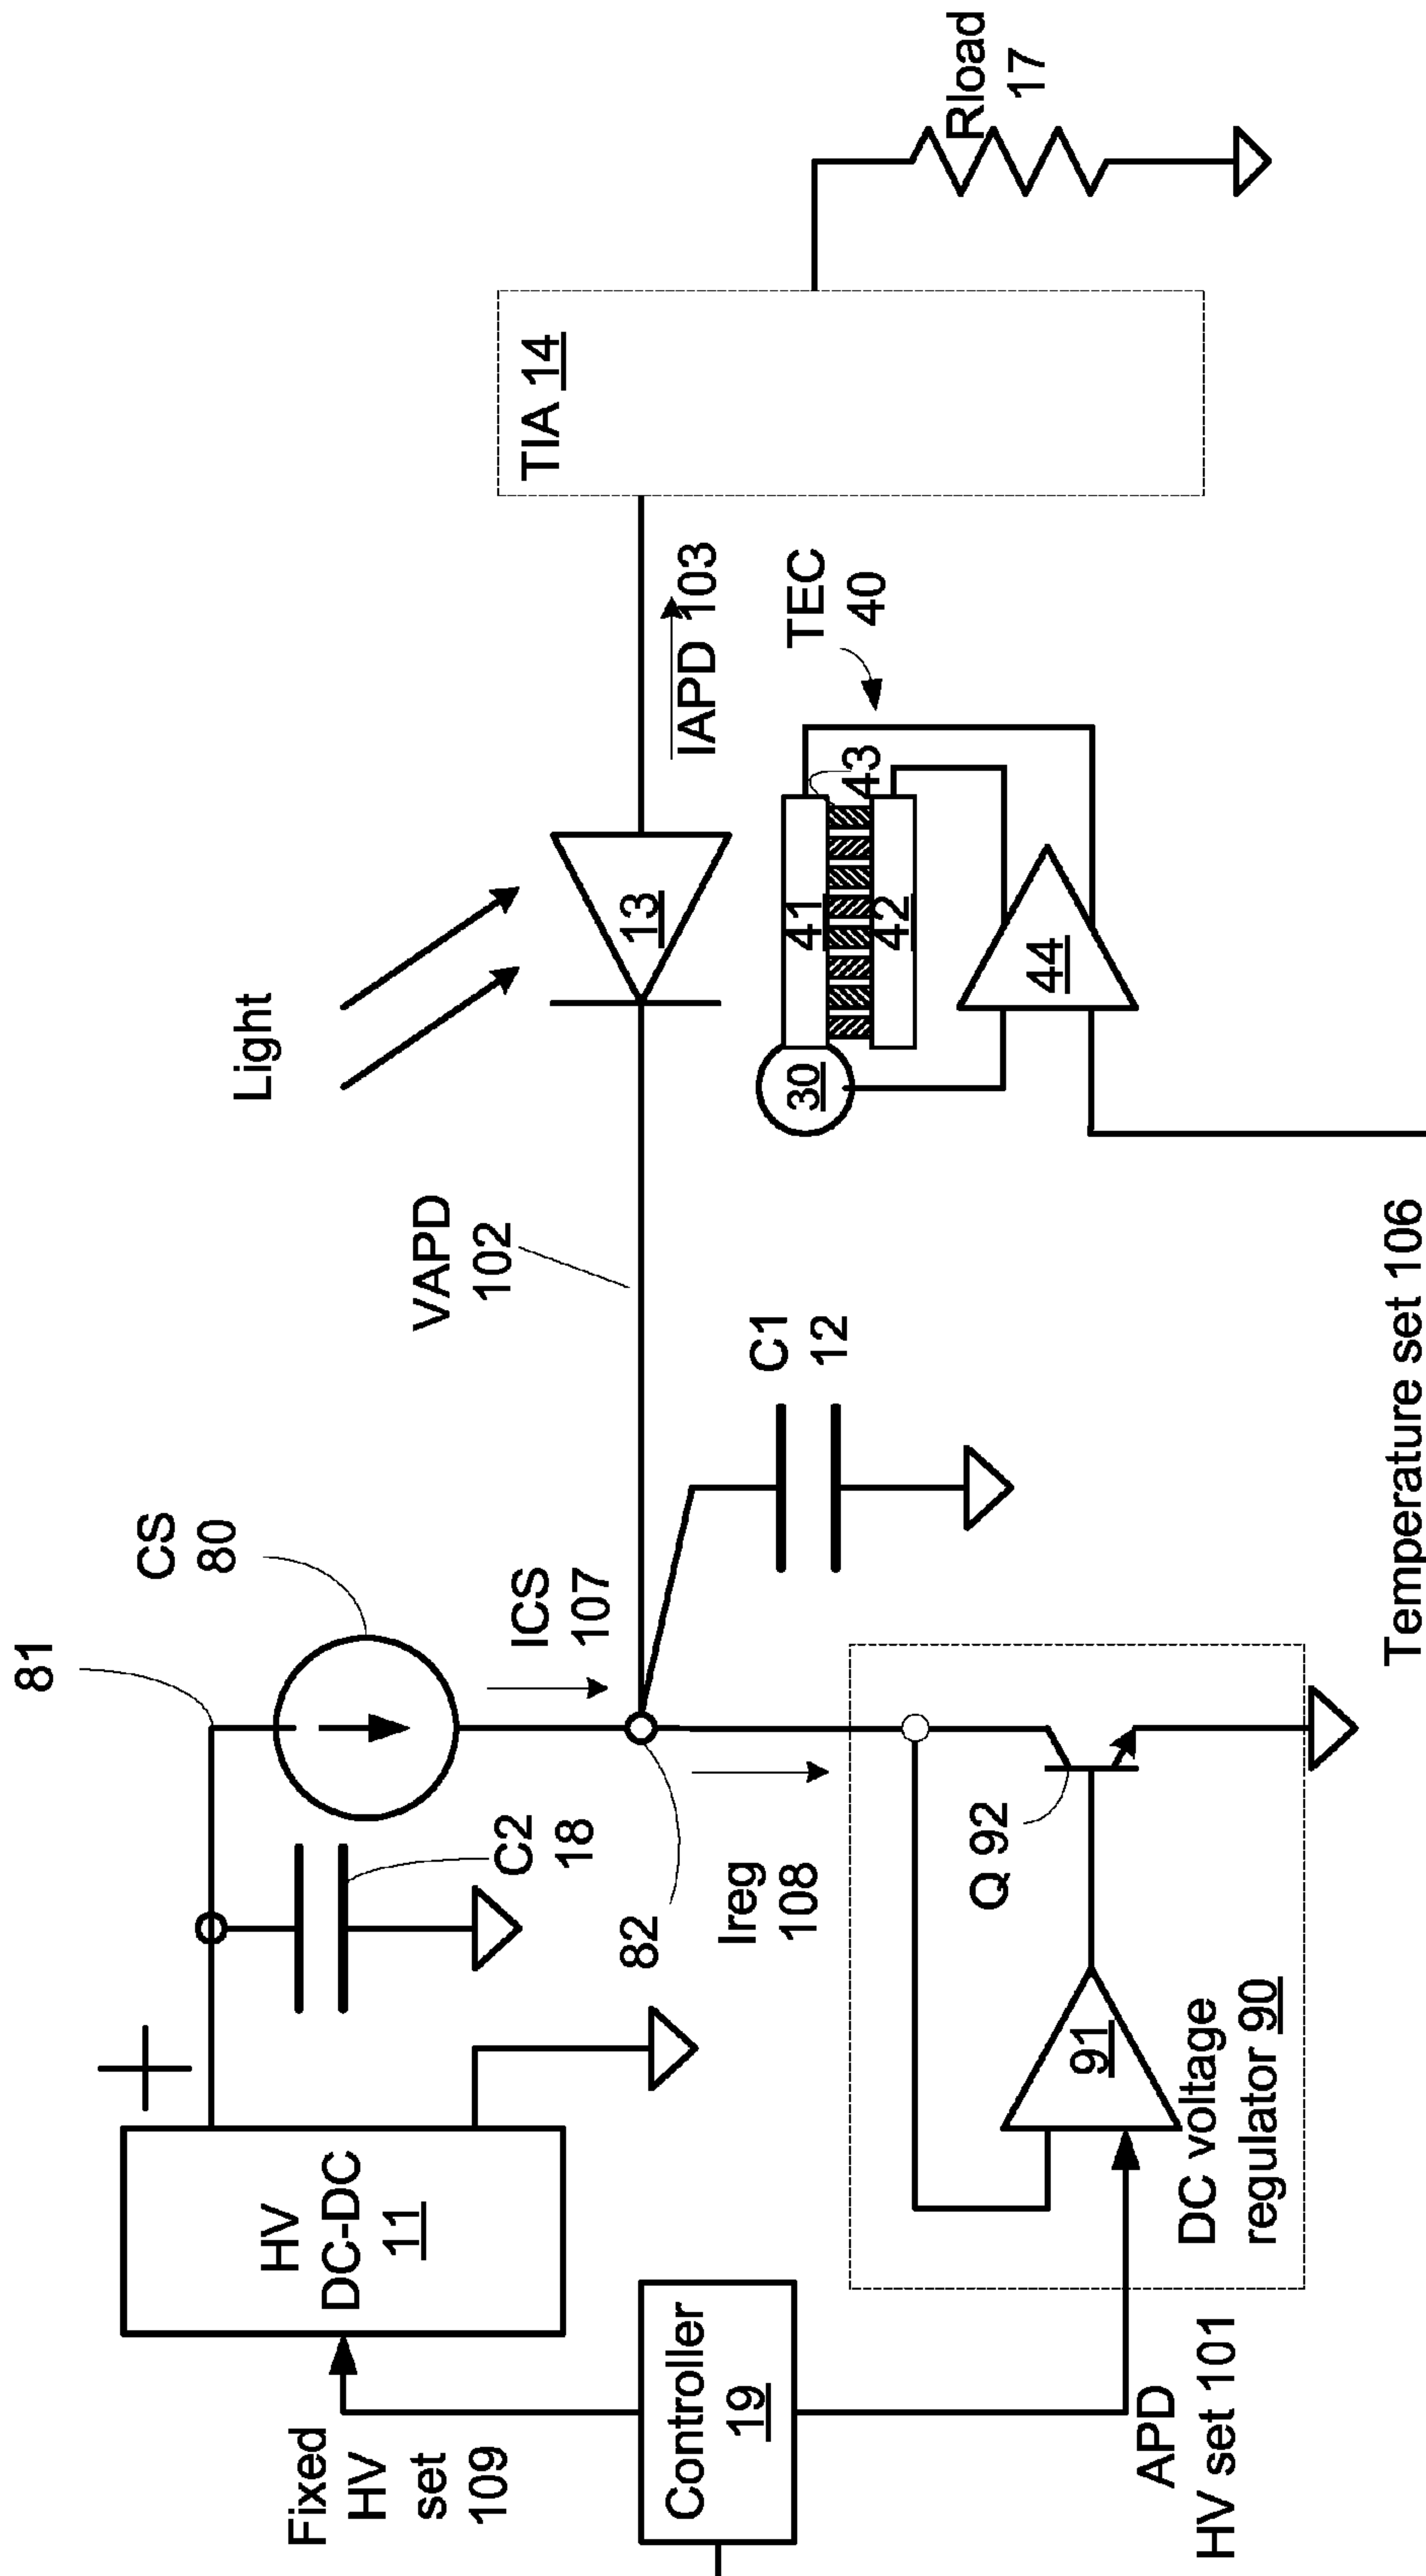 81
CS
80
Light
Rload
17
+
HV
DC-DC
11
C2
18
ICS
107
VAPD
102
13
IAPD 103
TIA 14
Fixed
HV
set
109
82
C1
12
30
41
43
42
TEC
40
Controller
19
Ireg
108
Q 92
44
91
DC voltage
regulator 90
APD
HV set 101
Temperature set 106